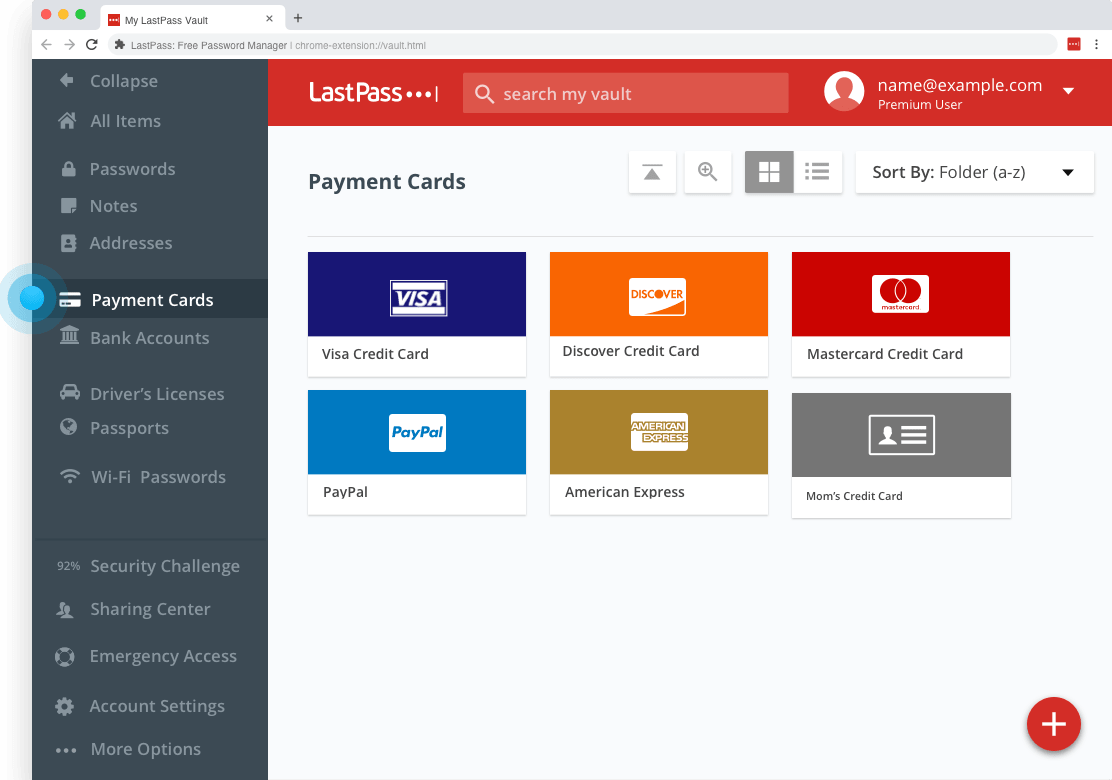 My LastPass Vault
LastPass: Free Password Manager | chrome-extension://vault.html
Collapse
All Items
Passwords
Notes
Addresses
Payment Cards
Bank Accounts
Driver’s Licenses
Passports
Wi-Fi Passwords
92% Security Challenge
Sharing Center
Emergency Access
Account Settings
More Options
LastPass
search my vault
name@example.com
Premium User
Payment Cards
Sort By: Folder (a-z)
VISA
Visa Credit Card
DISCOVER
Discover Credit Card
mastercard.
Mastercard Credit Card
PayPal
PayPal
AMERICAN
EXPRESS
American Express
Mom’s Credit Card